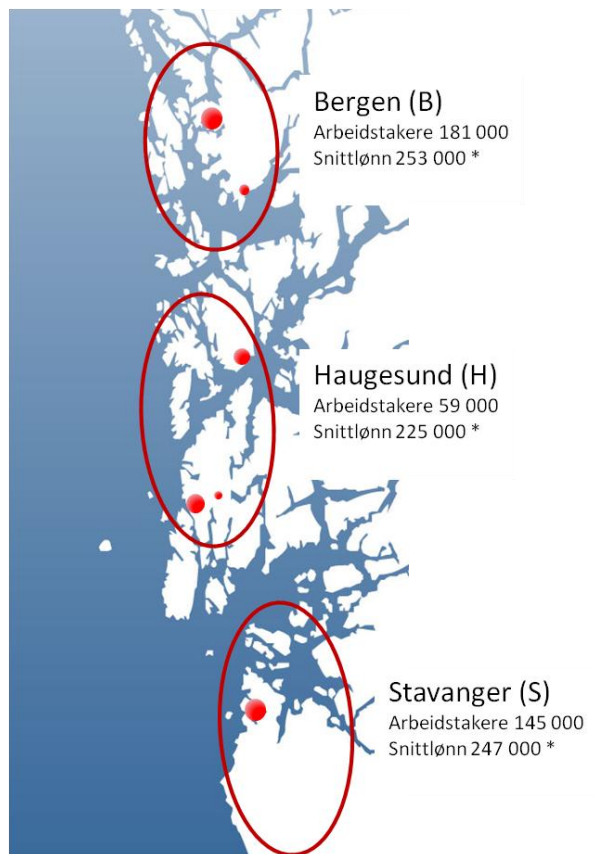 Bergen (B)
Arbeidstakere 181 000
Snittlønn 253 000 *
Haugesund (H)
Arbeidstakere 59 000
Snittlønn 225 000 *
Stavanger (S)
Arbeidstakere 145 000
Snittlønn 247 000 *